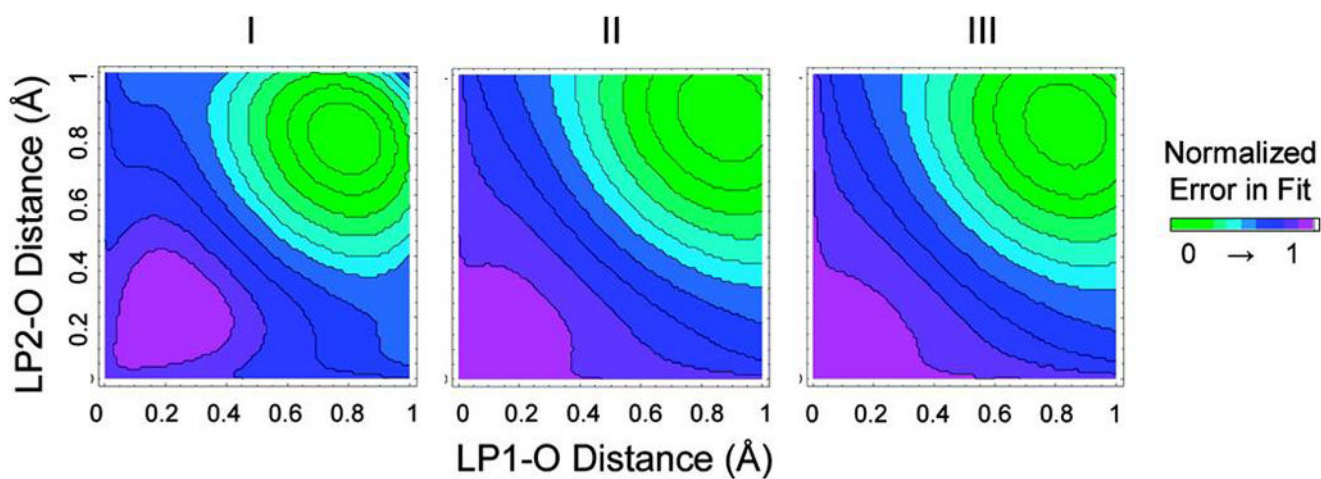 I II III
LP2-O Distance (Å)
1
0.8
0.6
0.4
0.2
0
0 0.2 0.4 0.6 0.8 1
0 0.2 0.4 0.6 0.8 1
0 0.2 0.4 0.6 0.8 1
LP1-O Distance (Å)
Normalized
Error in Fit
0 → 1